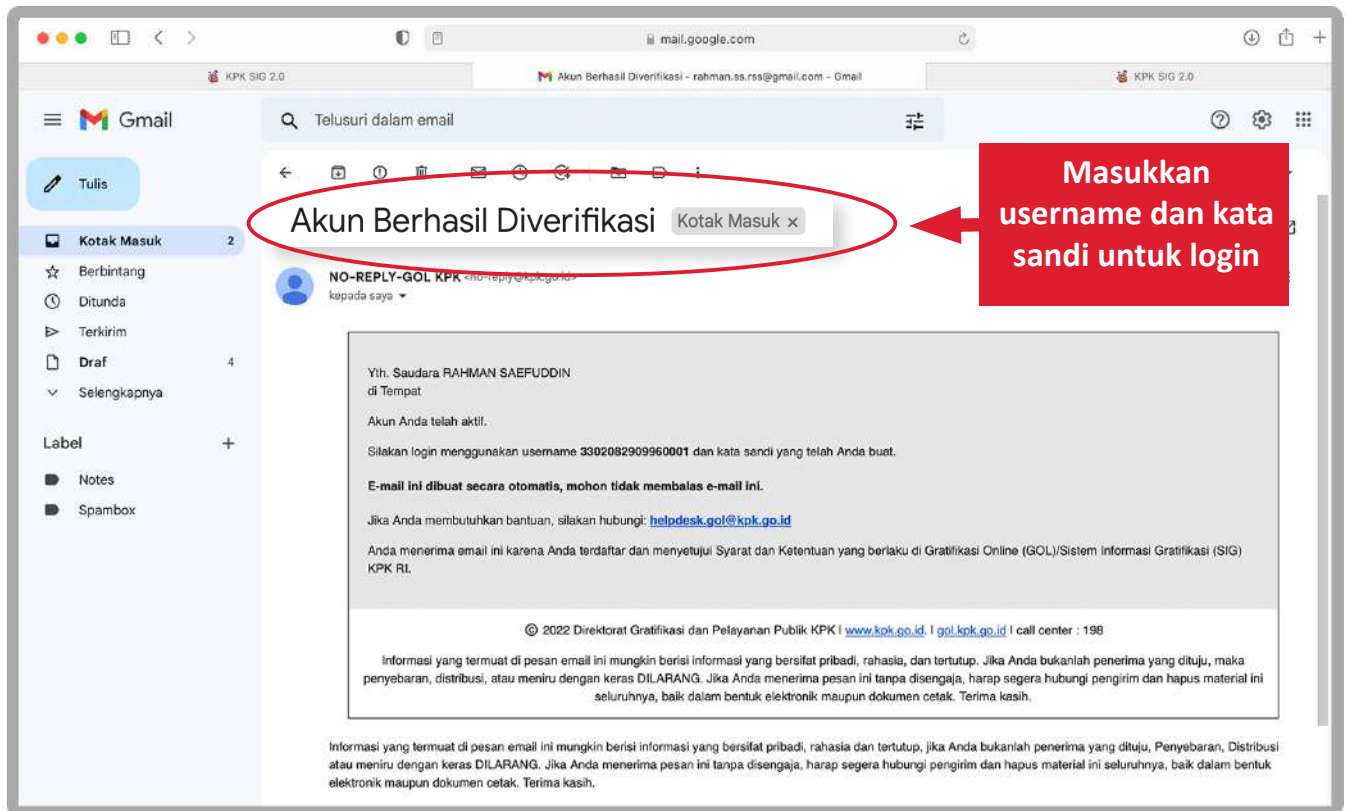 mail.google.com
KPK SIG 2.0
Akun Berhasil Diverifikasi - rahman.ss.rss@gmail.com - Gmail
KPK SIG 2.0
Gmail
Telusuri dalam email
Tulis
Kotak Masuk 2
Berbintang
Ditunda
Terkirim
Draf 4
Selengkapnya
Label +
Notes
Spambox
Akun Berhasil Diverifikasi Kotak Masuk ×
Masukkan
username dan kata
sandi untuk login
NO-REPLY-GOL KPK <no-reply@kpk.go.id>
kepada saya
Yth. Saudara RAHMAN SAEFUDDIN
di Tempat
Akun Anda telah aktif.
Silakan login menggunakan username 3302082909960001 dan kata sandi yang telah Anda buat.
E-mail ini dibuat secara otomatis, mohon tidak membalas e-mail ini.
Jika Anda membutuhkan bantuan, silakan hubungi: helpdesk.gol@kpk.go.id
Anda menerima email ini karena Anda terdaftar dan menyetujui Syarat dan Ketentuan yang berlaku di Gratifikasi Online (GOL)/Sistem Informasi Gratifikasi (SIG)
KPK RI.
© 2022 Direktorat Gratifikasi dan Pelayanan Publik KPK I www.kpk.go.id. I gol.kpk.go.id I call center : 198
Informasi yang termuat di pesan email ini mungkin berisi informasi yang bersifat pribadi, rahasia, dan tertutup. Jika Anda bukanlah penerima yang dituju, maka
penyebaran, distribusi, atau meniru dengan keras DILARANG. Jika Anda menerima pesan ini tanpa disengaja, harap segera hubungi pengirim dan hapus material ini
seluruhnya, baik dalam bentuk elektronik maupun dokumen cetak. Terima kasih.
Informasi yang termuat di pesan email ini mungkin berisi informasi yang bersifat pribadi, rahasia dan tertutup, jika Anda bukanlah penerima yang dituju, Penyebaran, Distribusi
atau meniru dengan keras DILARANG. Jika Anda menerima pesan ini tanpa disengaja, harap segera hubungi pengirim dan hapus material ini seluruhnya, baik dalam bentuk
elektronik maupun dokumen cetak. Terima kasih.